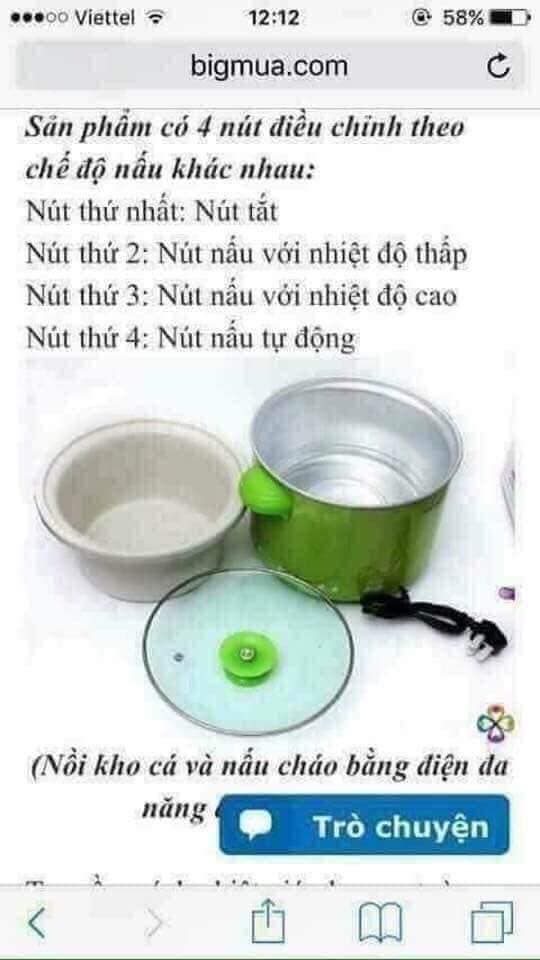 Viettel 12:12 58%
bigmua.com
Sản phẩm có 4 nút điều chỉnh theo
chế độ nấu khác nhau:
Nút thứ nhất: Nút tắt
Nút thứ 2: Nút nấu với nhiệt độ thấp
Nút thứ 3: Nút nấu với nhiệt độ cao
Nút thứ 4: Nút nấu tự động
(Nồi kho cá và nấu cháo bằng điện đa
năng
Trò chuyện